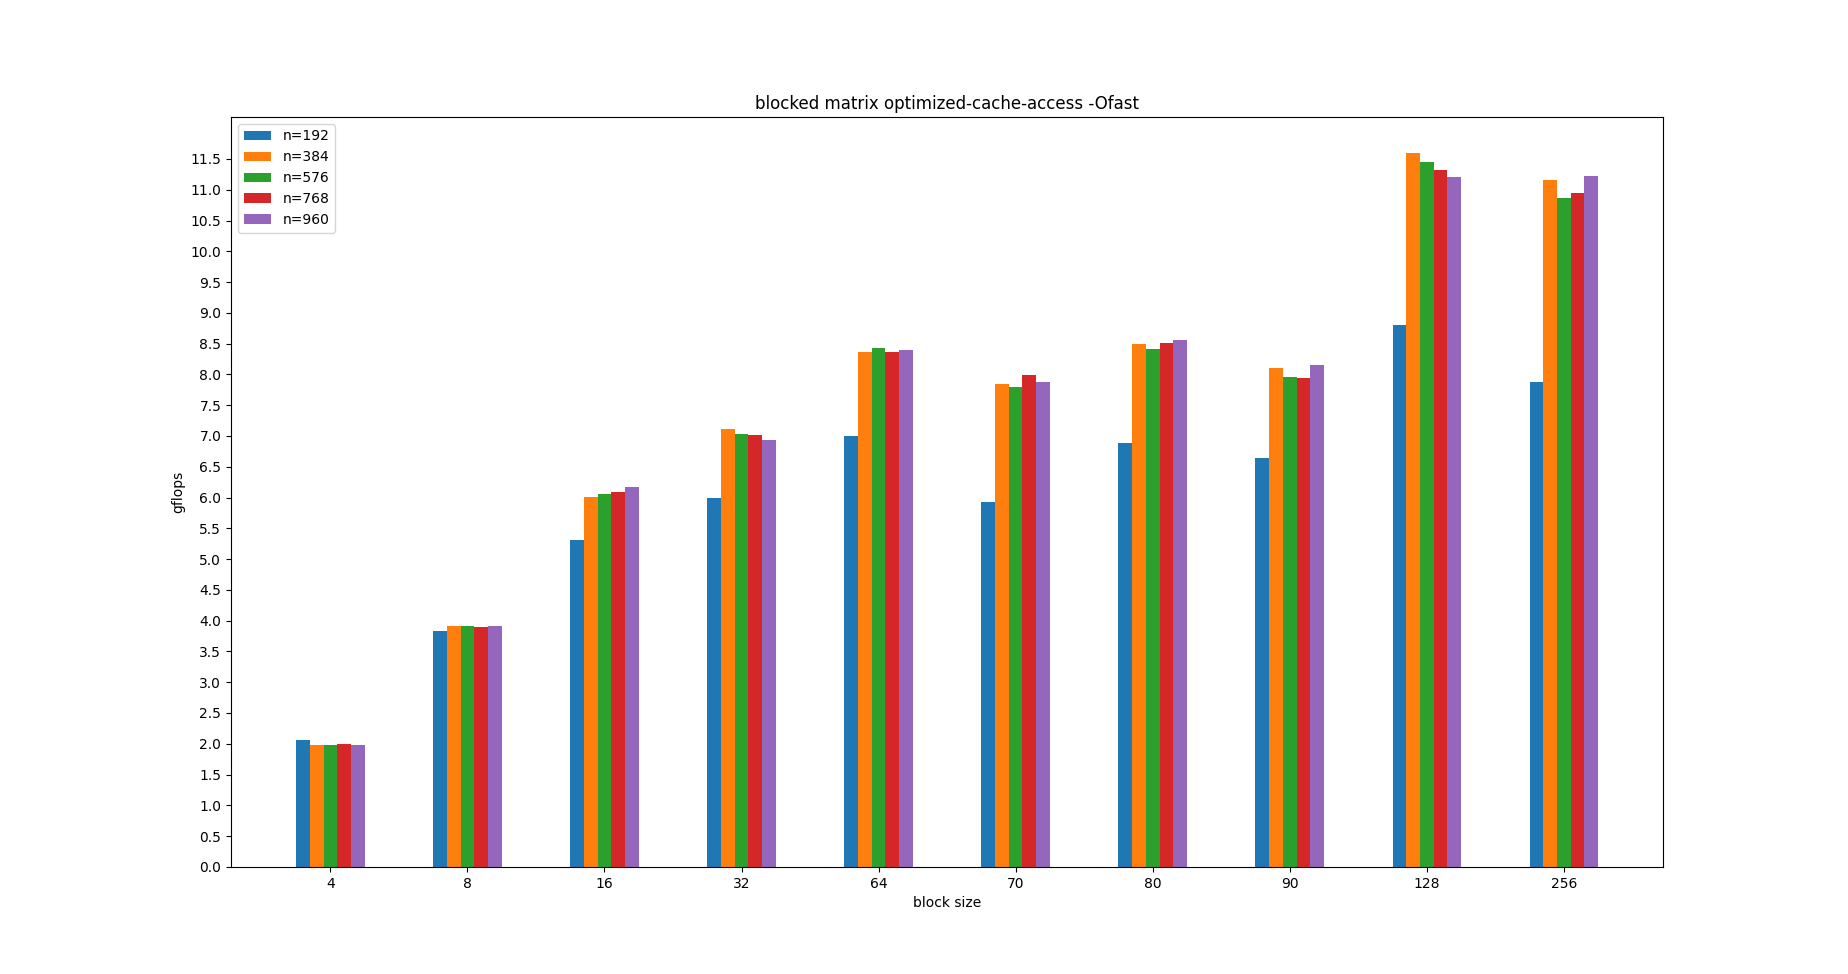 blocked matrix optimized-cache-access -Ofast
n=192
n=384
n=576
n=768
n=960
11.5
11.0
10.5
10.0
9.5
9.0
8.5
8.0
7.5
7.0
6.5
6.0
5.5
5.0
4.5
4.0
3.5
3.0
2.5
2.0
1.5
1.0
0.5
0.0
gflops
4 8 16 32 64 70 80 90 128 256
block size